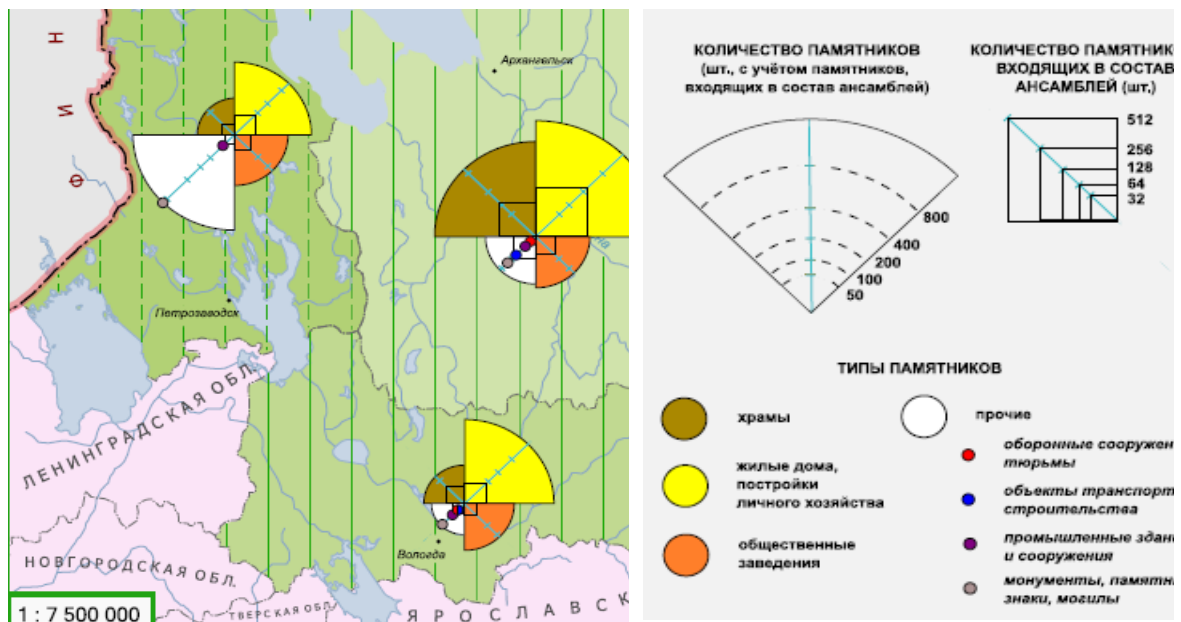 Н
И
Ф
Архангельск
Петрозаводск
ЛЕНИНГРАДСКАЯ ОБЛ.
Вологда
НОВГОРОДСКАЯ ОБЛ.
ТВЕРСКАЯ ОБЛ.
ЯРОСЛАВСК
1 : 7 500 000
КОЛИЧЕСТВО ПАМЯТНИКОВ
(шт., с учётом памятников,
входящих в состав ансамблей)
800
400
200
100
50
КОЛИЧЕСТВО ПАМЯТНИК
ВХОДЯЩИХ В СОСТАВ
АНСАМБЛЕЙ (шт.)
512
256
128
64
32
ТИПЫ ПАМЯТНИКОВ
храмы
жилые дома,
постройки
личного хозяйства
общественные
заведения
прочие
оборонные сооружен
тюрьмы
объекты транспорт
строительства
промышленные здан
и сооружения
монументы, памятн
знаки, могилы